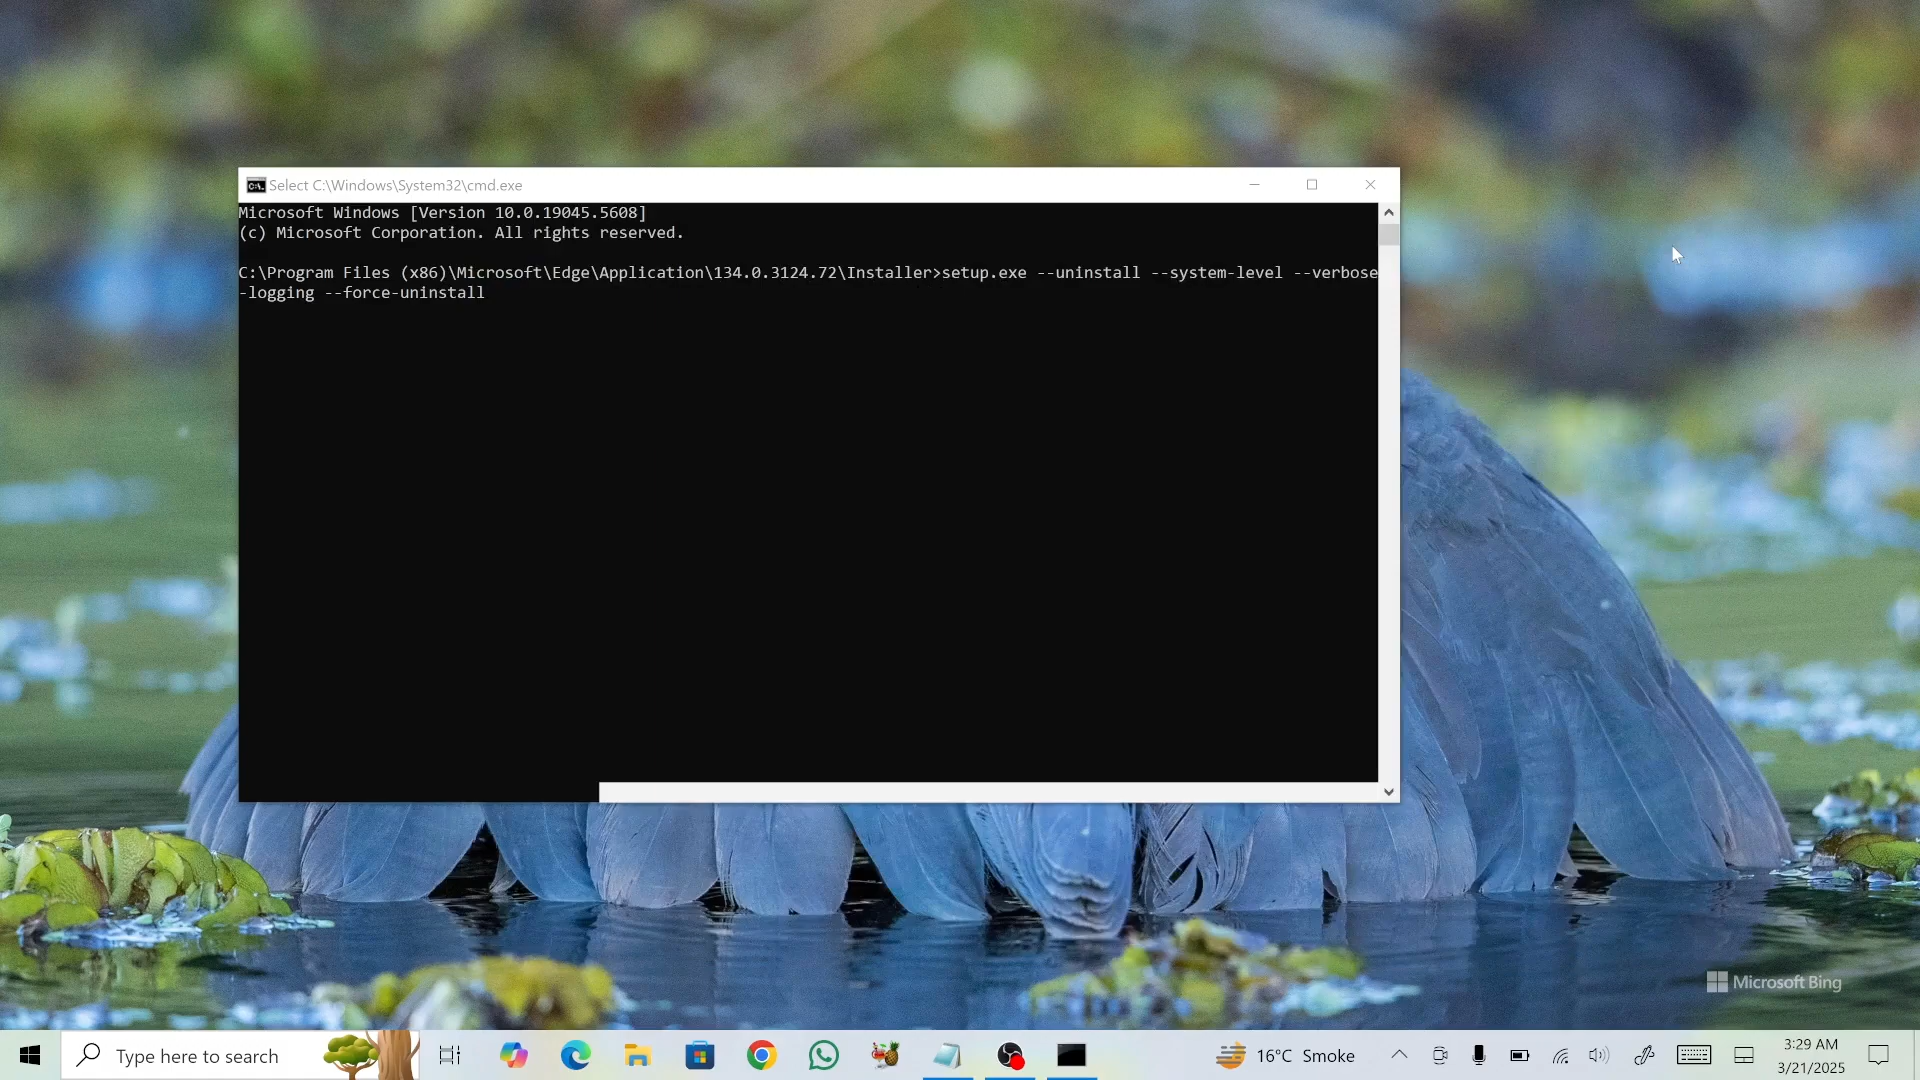 Select C:\Windows\System32\cmd.exe
Microsoft Windows [Version 10.0.19045.5608]
(c) Microsoft Corporation. All rights reserved.
C:\Program Files (x86)\Microsoft\Edge\Application\134.0.3124.72\Installer>setup.exe --uninstall --system-level --verbose
-logging --force-uninstall
Microsoft Bing
Type here to search
16°C Smoke
3:29 AM
3/21/2025